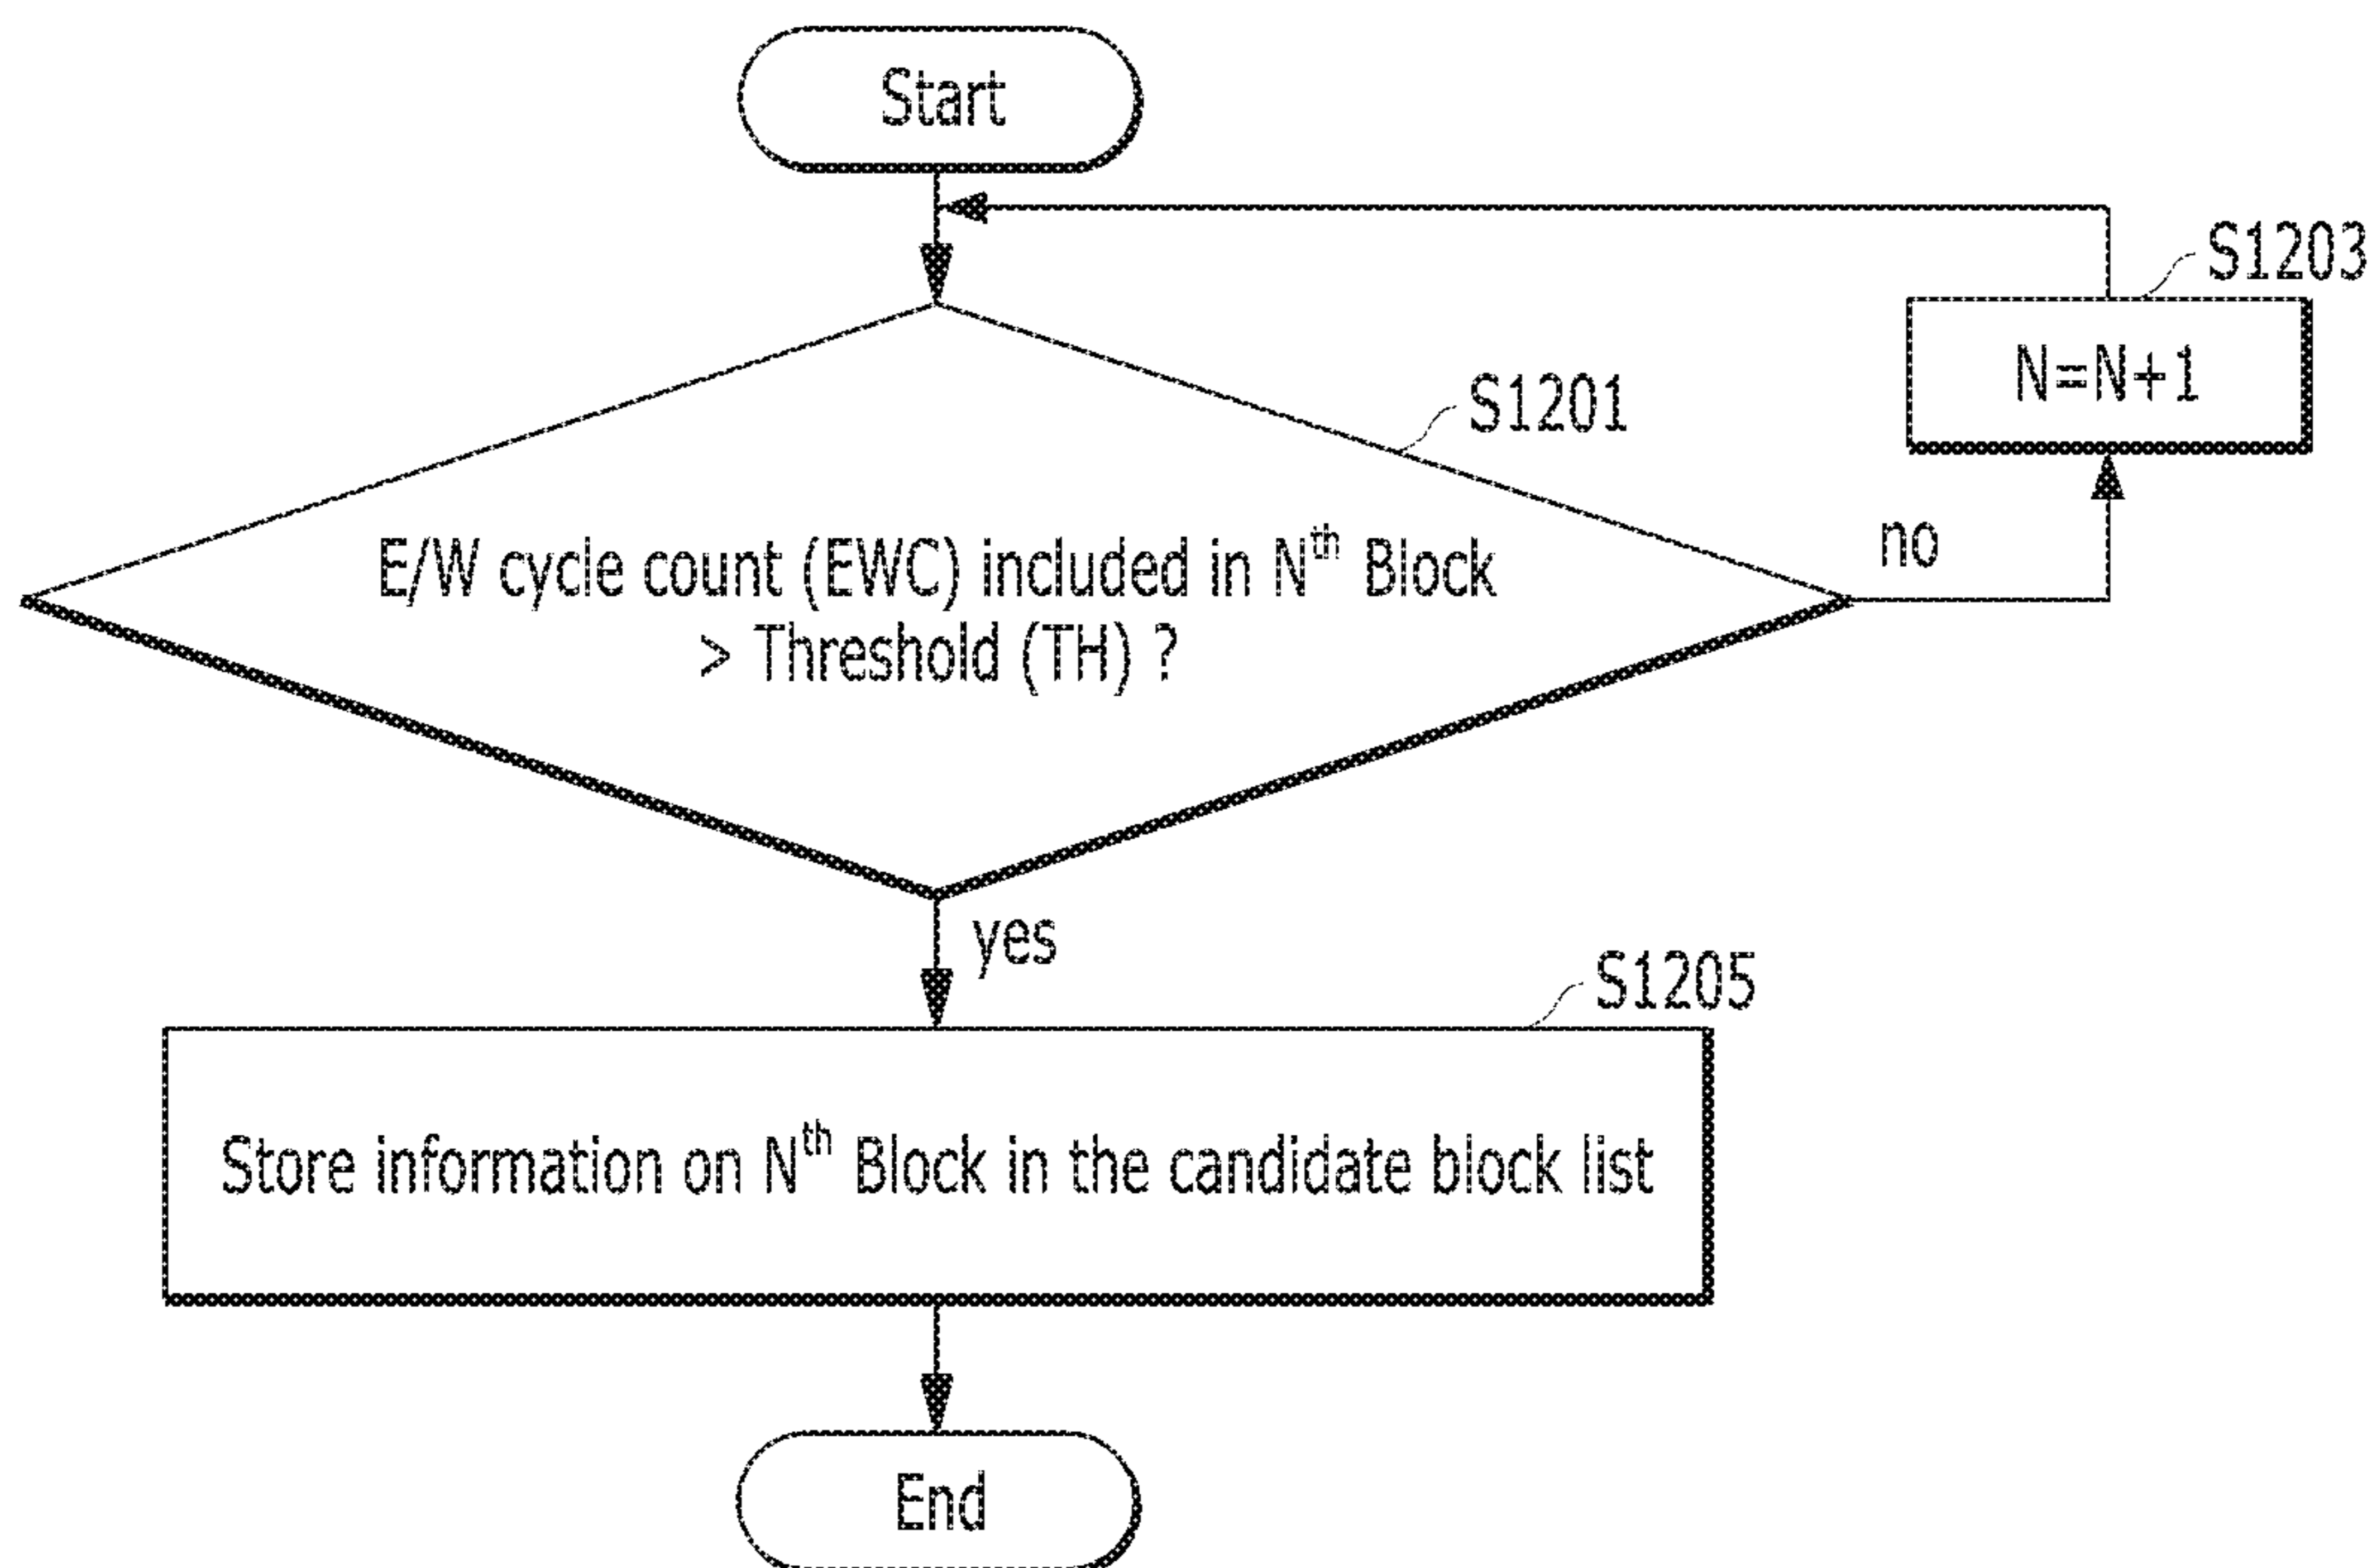 Start
S1203
N=N+1
S1201
no
E/W cycle count (EWC) included in Nth Block
> Threshold (TH) ?
yes
S1205
Store information on Nth Block in the candidate block list
End